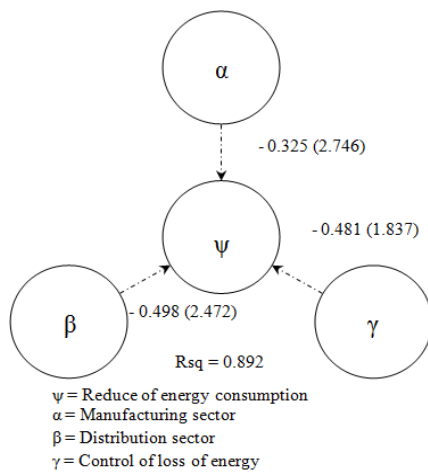 α
- 0.325 (2.746)
- 0.481 (1.837)
ψ
- 0.498 (2.472)
β
γ
Rsq = 0.892
ψ = Reduce of energy consumption
α = Manufacturing sector
β = Distribution sector
γ = Control of loss of energy